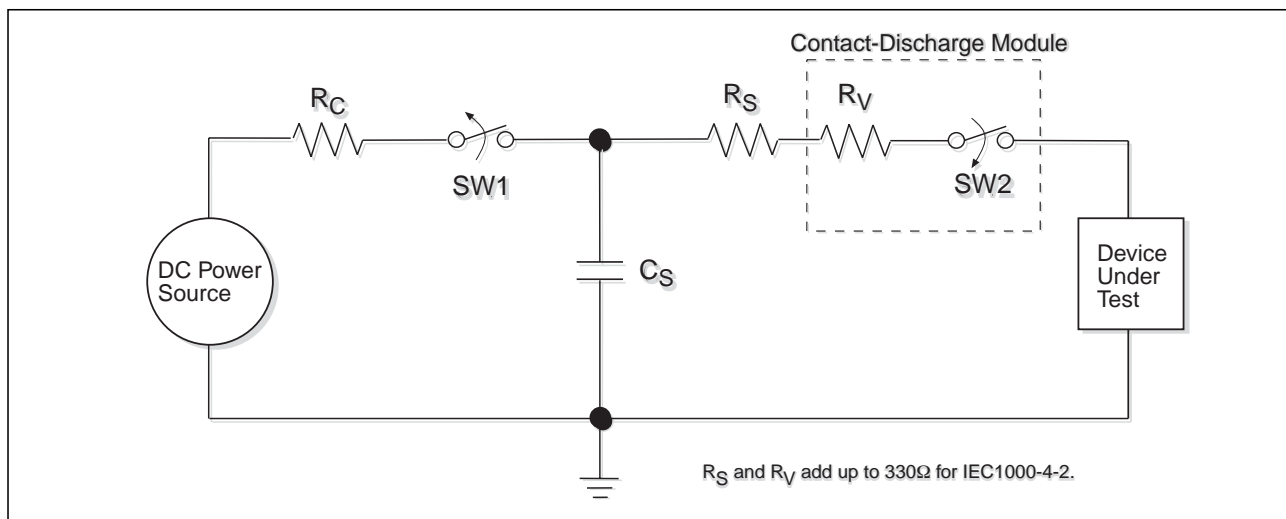 Contact-Discharge Module
RC
RS
RV
SW1
SW2
DC Power
Source
CS
Device
Under
Test
RS and RV add up to 330Ω for IEC1000-4-2.